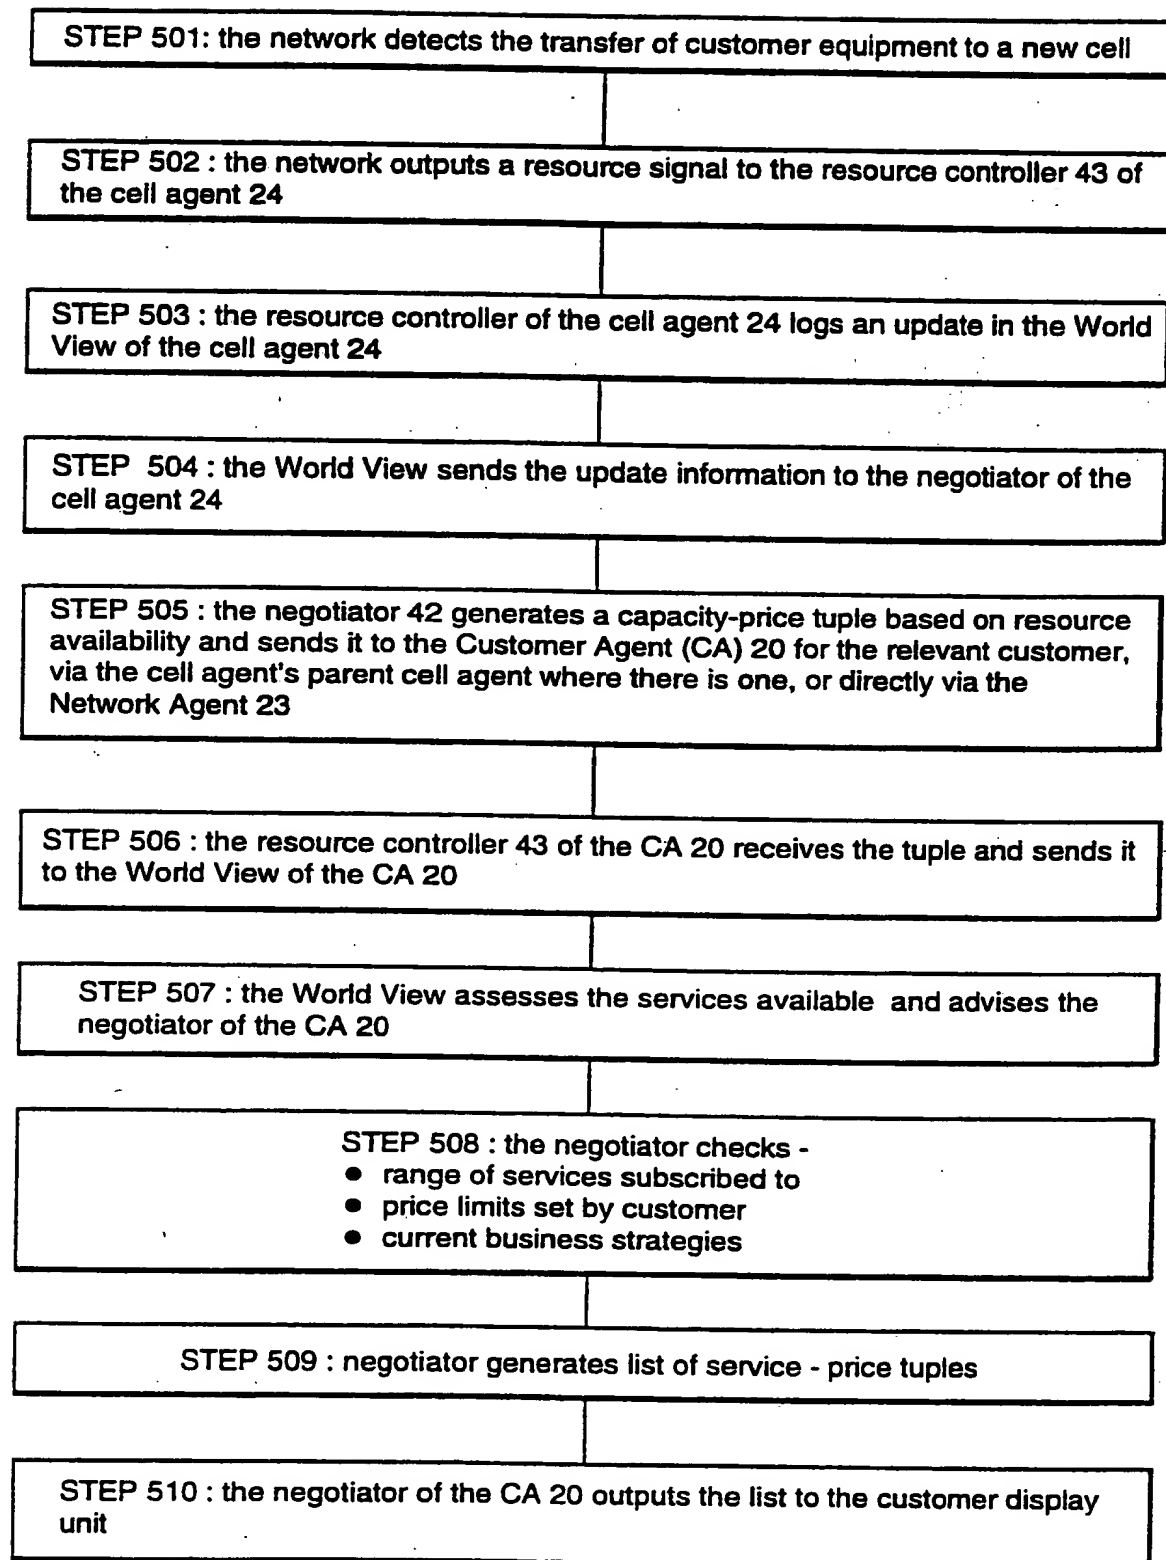 STEP 501: the network detects the transfer of customer equipment to a new cell
STEP 502 : the network outputs a resource signal to the resource controller 43 of
the cell agent 24
STEP 503 : the resource controller of the cell agent 24 logs an update in the World
View of the cell agent 24
STEP 504 : the World View sends the update information to the negotiator of the
cell agent 24
STEP 505 : the negotiator 42 generates a capacity-price tuple based on resource
availability and sends it to the Customer Agent (CA) 20 for the relevant customer,
via the cell agent's parent cell agent where there is one, or directly via the
Network Agent 23
STEP 506 : the resource controller 43 of the CA 20 receives the tuple and sends it
to the World View of the CA 20
STEP 507 : the World View assesses the services available and advises the
negotiator of the CA 20
STEP 508 : the negotiator checks -
● range of services subscribed to
● price limits set by customer
● current business strategies
STEP 509 : negotiator generates list of service - price tuples
STEP 510 : the negotiator of the CA 20 outputs the list to the customer display
unit